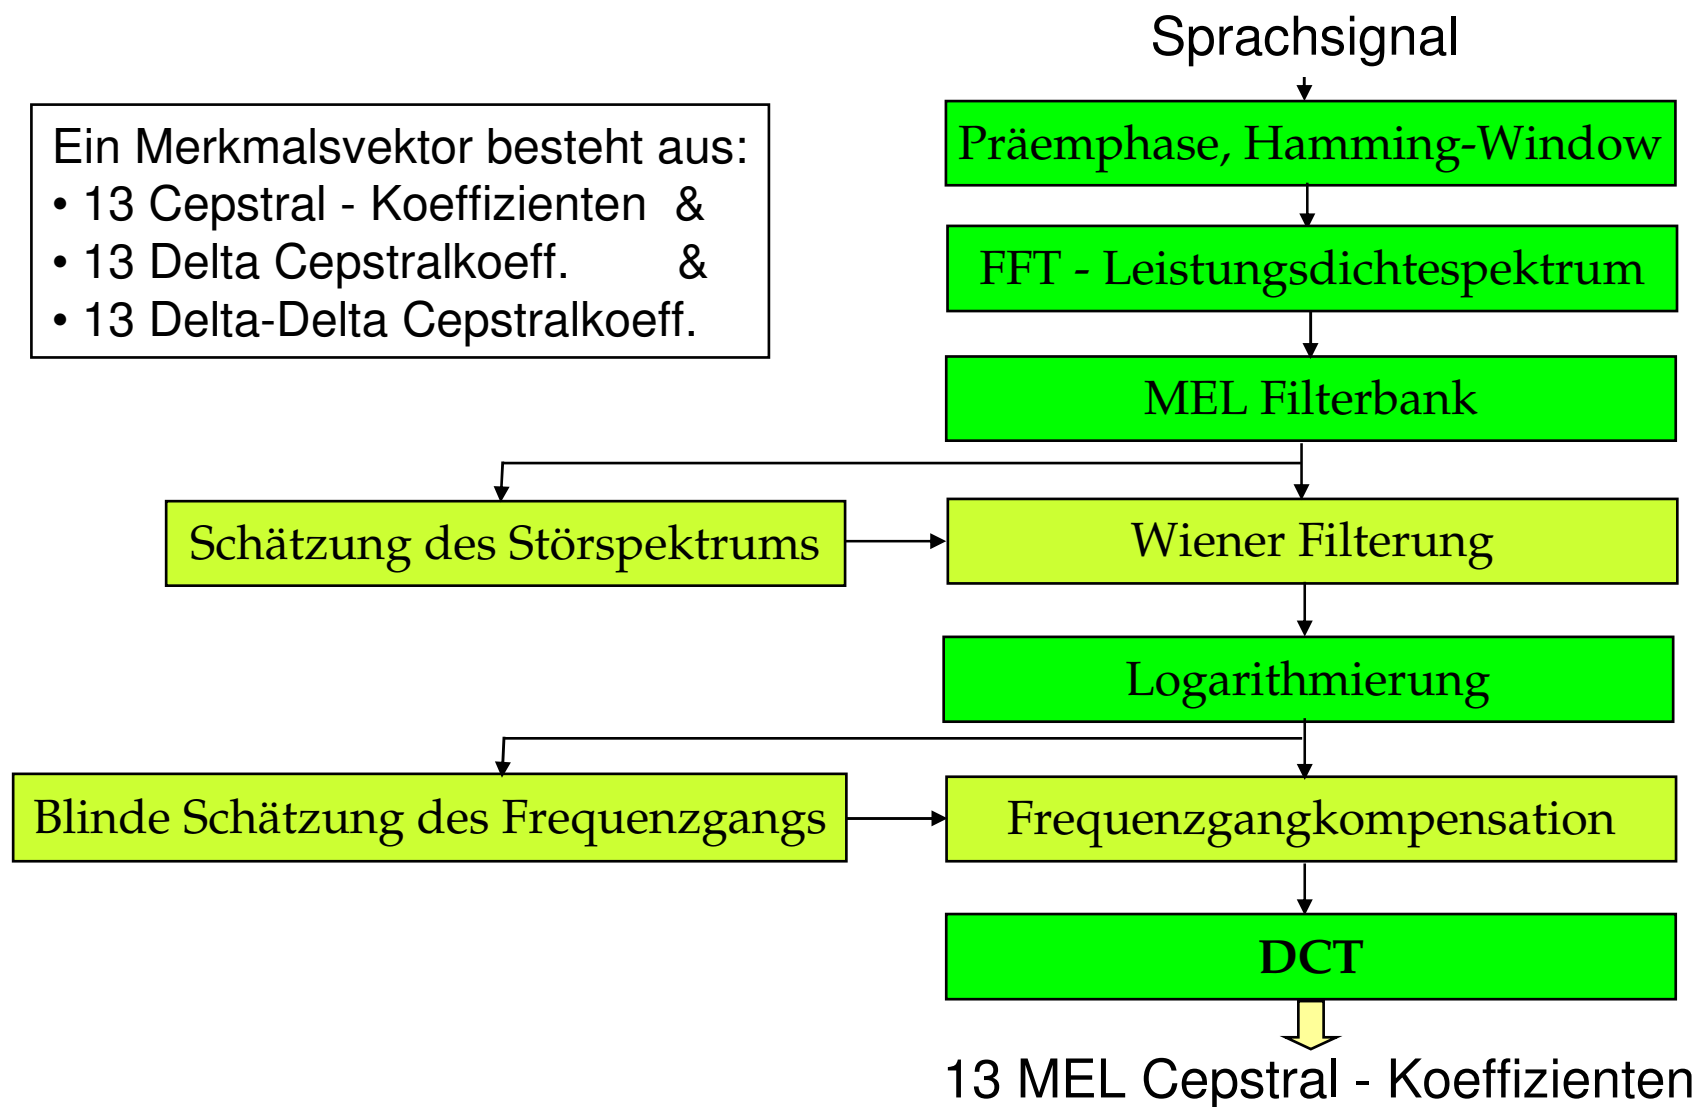 Sprachsignal
Ein Merkmalsvektor besteht aus:
• 13 Cepstral - Koeffizienten &
• 13 Delta Cepstralkoeff. &
• 13 Delta-Delta Cepstralkoeff.
Präemphase, Hamming-Window
FFT - Leistungsdichtespektrum
MEL Filterbank
Schätzung des Störspektrums
Wiener Filterung
Logarithmierung
Blinde Schätzung des Frequenzgangs
Frequenzgangkompensation
DCT
13 MEL Cepstral - Koeffizienten